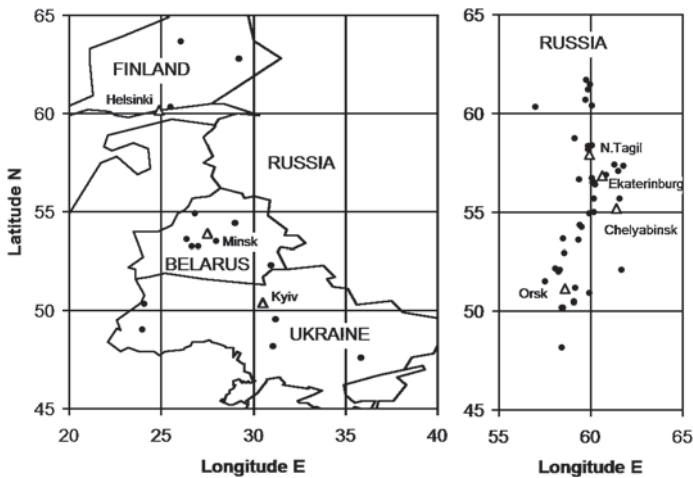 Latitude N
65
60
55
50
45
20
25
30
35
40
Longitude E
FINLAND
Helsinki
RUSSIA
Minsk
BELARUS
Kyiv
UKRAINE
65
60
55
50
45
55
60
65
Longitude E
RUSSIA
N.Tagil
Ekaterinburg
Chelyabinsk
Orsk